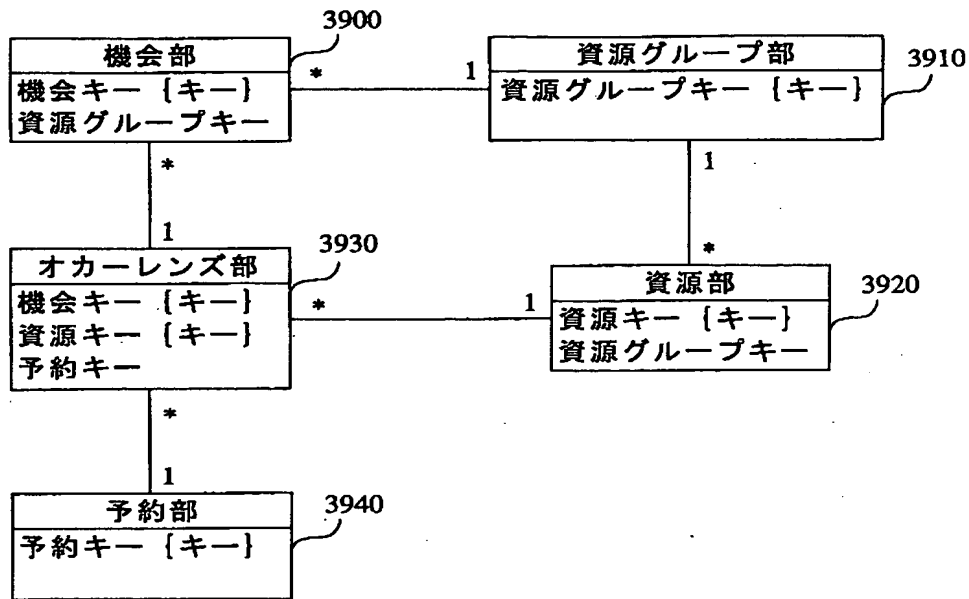 3900
機会部
機会キー {キー}
資源グループキー
*
1
資源グループ部
3910
資源グループキー {キー}
*
1
1
*
3930
オカーレンズ部
機会キー {キー}
資源キー {キー}
予約キー
*
1
資源部
3920
資源キー {キー}
資源グループキー
*
1
予約部
3940
予約キー {キー}